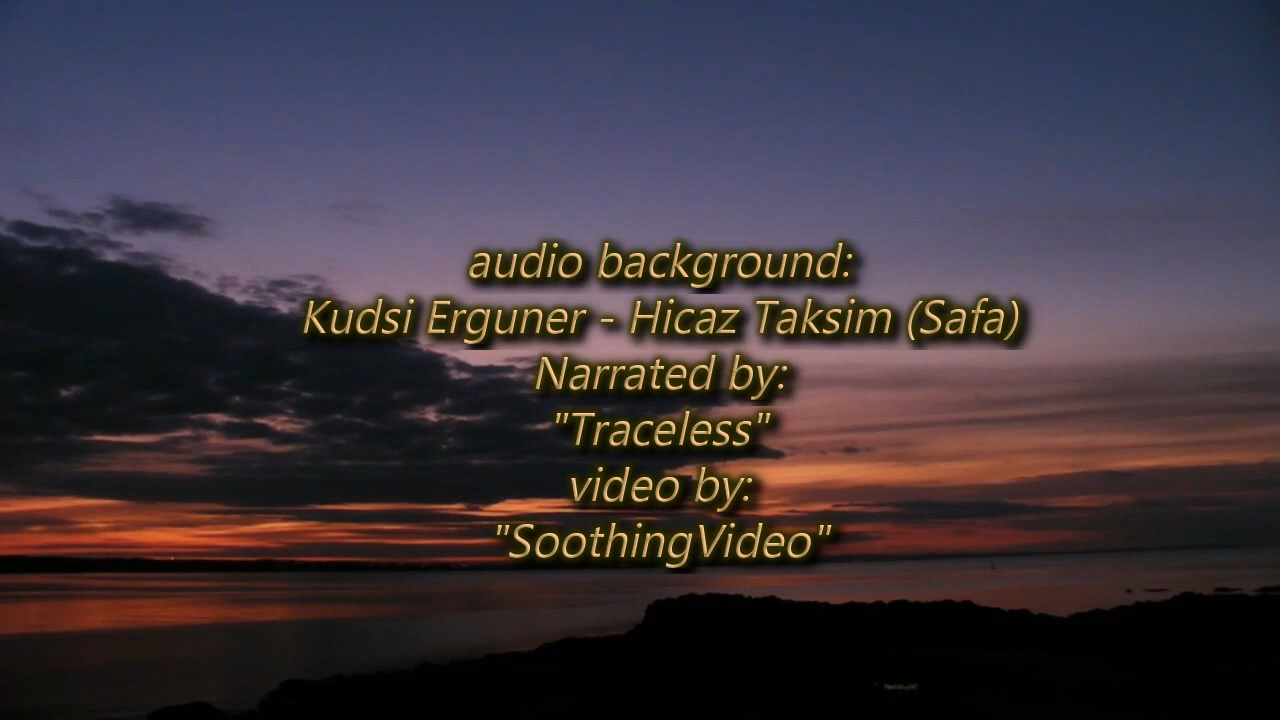 audio background:
Kudsi Erguner - Hicaz Taksim (Safa)
Narrated by:
"Traceless"
video by:
"SoothingVideo"